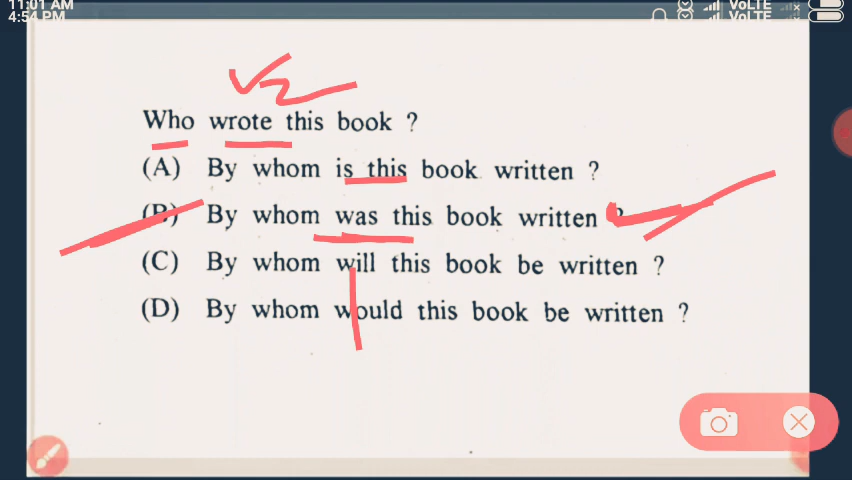 11:01 AM
4:54 PM
VoLTE
VoLTE
Who wrote this book ?
(A) By whom is this book written ?
(B) By whom was this book written ?
(C) By whom will this book be written ?
(D) By whom would this book be written ?